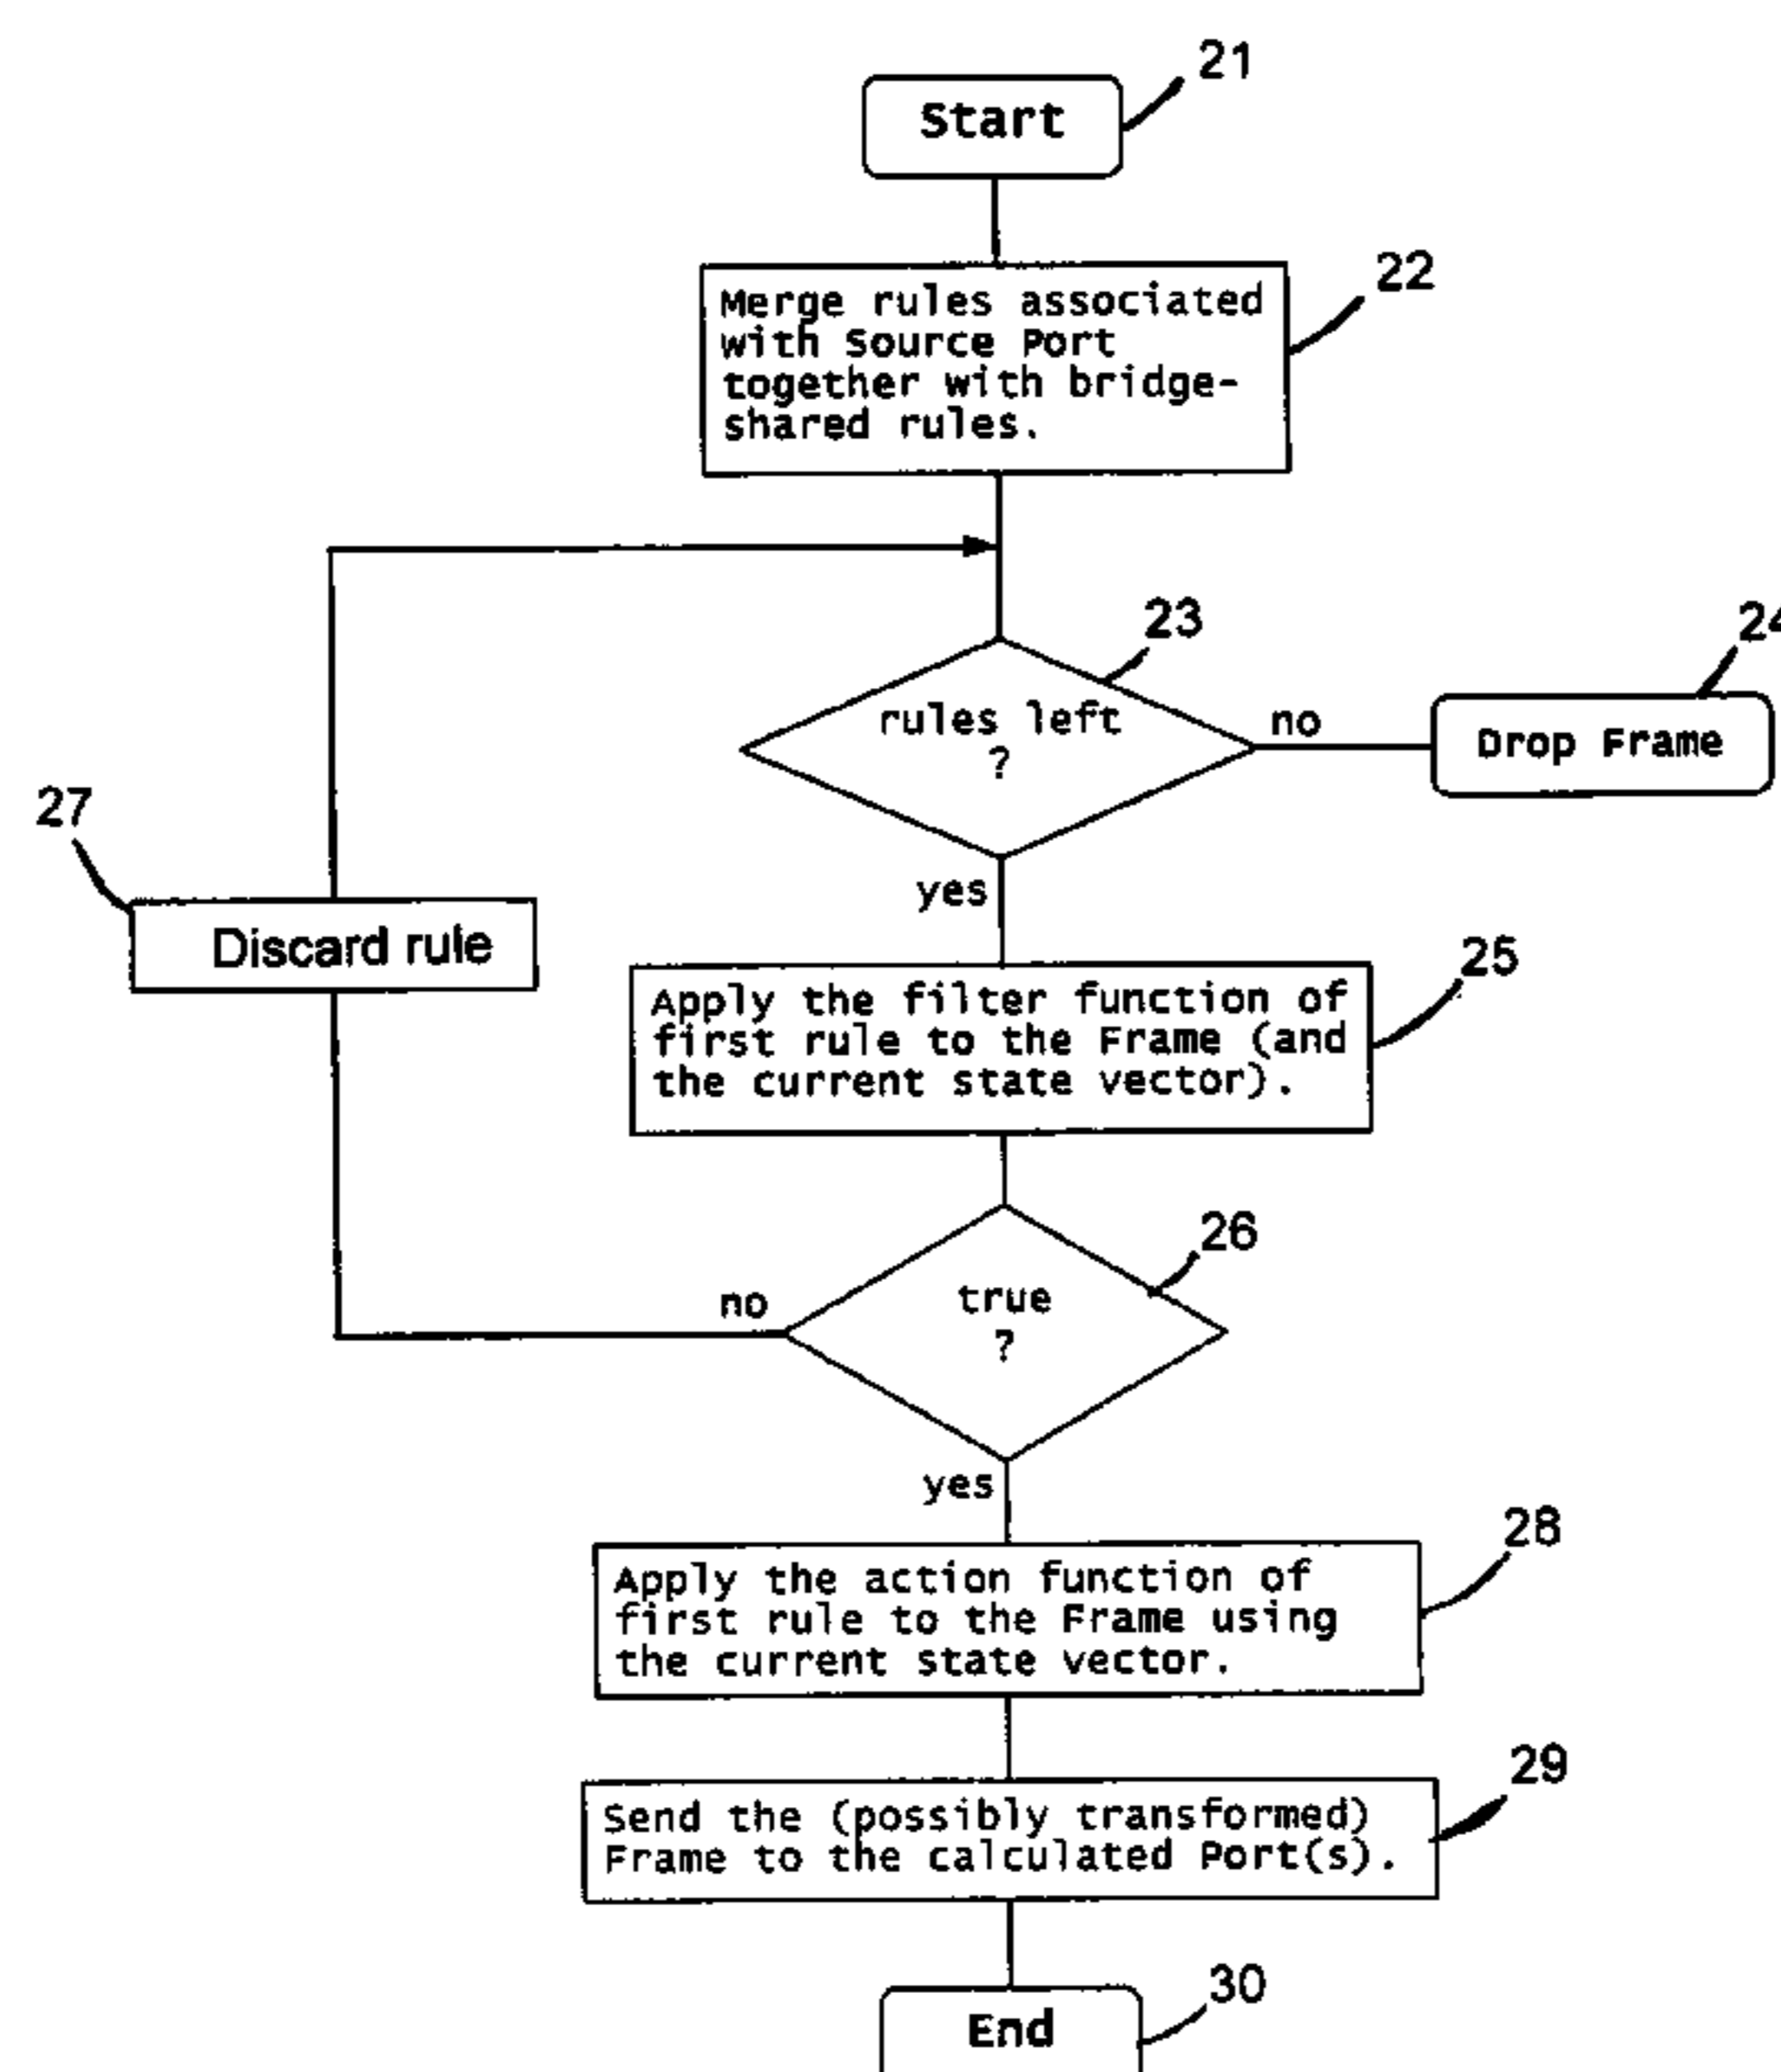 21
Start
22
Merge rules associated
with Source Port
together with bridge-
shared rules.
23
24
rules left
?
no
Drop Frame
27
yes
Discard rule
25
Apply the filter function of
first rule to the Frame (and
the current state vector).
26
no
true
?
yes
28
Apply the action function of
first rule to the Frame using
the current state vector.
29
Send the (possibly transformed)
Frame to the calculated Port(s).
30
End